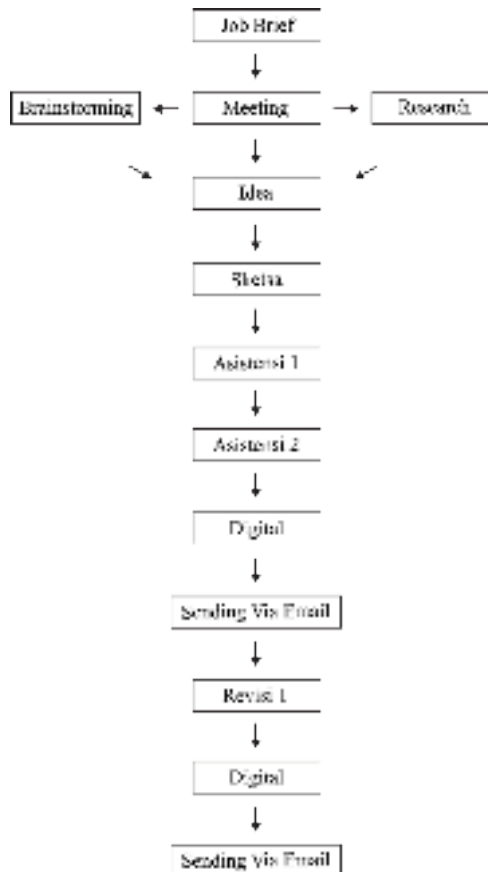 Job Brief
Brainstorming
Meeting
Research
Idea
Sketsa
Asistensi 1
Asistensi 2
Digital
Sending Via Email
Revisi 1
Digital
Sending Via Email